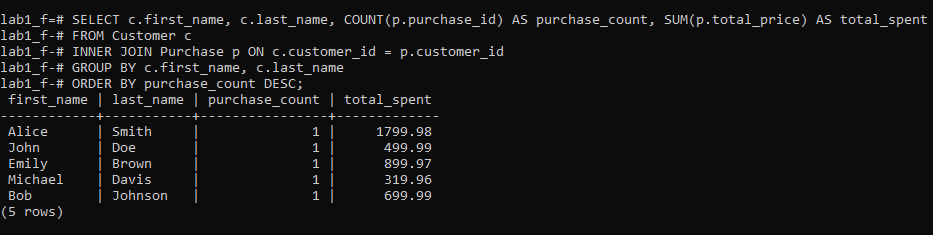 lab1_f=# SELECT c.first_name, c.last_name, COUNT(p.purchase_id) AS purchase_count, SUM(p.total_price) AS total_spent
lab1_f-# FROM Customer c
lab1_f-# INNER JOIN Purchase p ON c.customer_id = p.customer_id
lab1_f-# GROUP BY c.first_name, c.last_name
lab1_f-# ORDER BY purchase_count DESC;
 first_name | last_name | purchase_count | total_spent
------------+-----------+----------------+-------------
 Alice      | Smith     |              1 |     1799.98
 John       | Doe       |              1 |      499.99
 Emily      | Brown     |              1 |      899.97
 Michael    | Davis     |              1 |      319.96
 Bob        | Johnson   |              1 |      699.99
(5 rows)